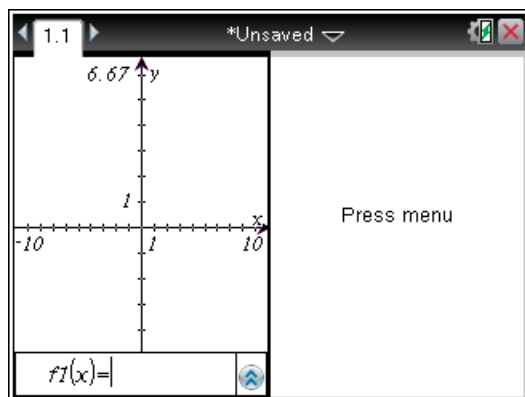 1.1 *Unsaved
6.67 y
1
x
-10 1 10
Press menu
f1(x)=